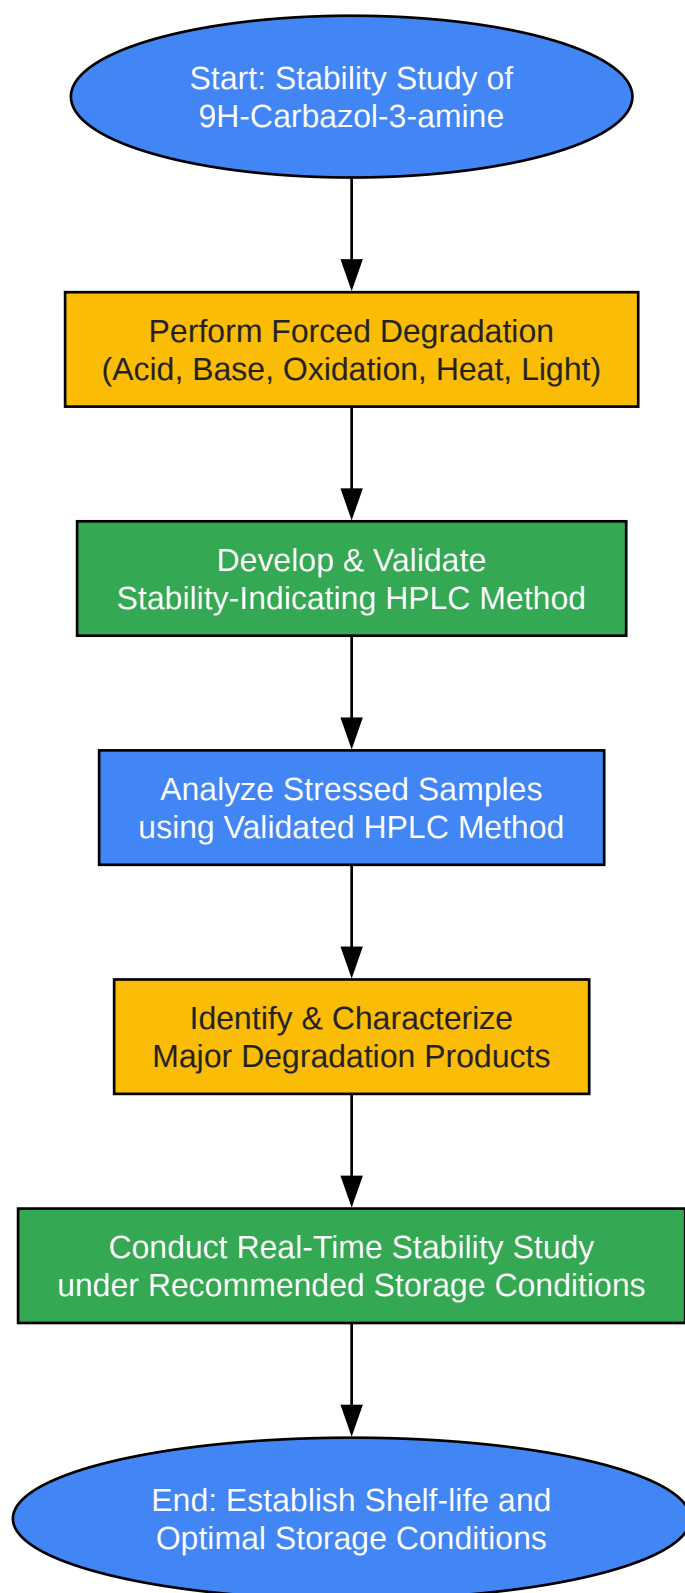 Start: Stability Study of
9H-Carbazol-3-amine
Perform Forced Degradation
(Acid, Base, Oxidation, Heat, Light)
Develop & Validate
Stability-Indicating HPLC Method
Analyze Stressed Samples
using Validated HPLC Method
Identify & Characterize
Major Degradation Products
Conduct Real-Time Stability Study
under Recommended Storage Conditions
End: Establish Shelf-life and
Optimal Storage Conditions